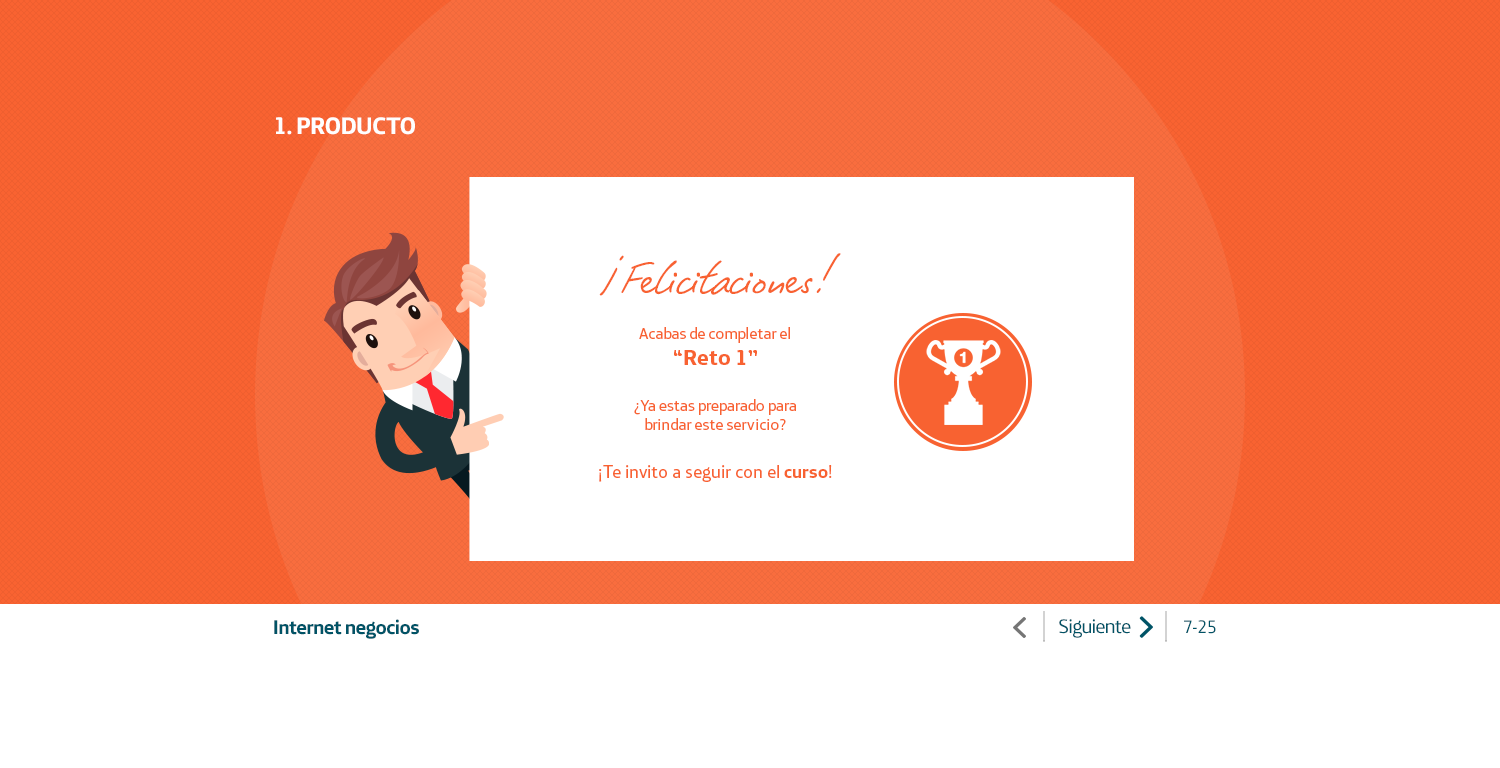 1. PRODUCTO
¡Felicitaciones!
Acabas de completar el
“Reto 1”
¿Ya estas preparado para
brindar este servicio?
¡Te invito a seguir con el curso!
1
Internet negocios
Siguiente
7-25